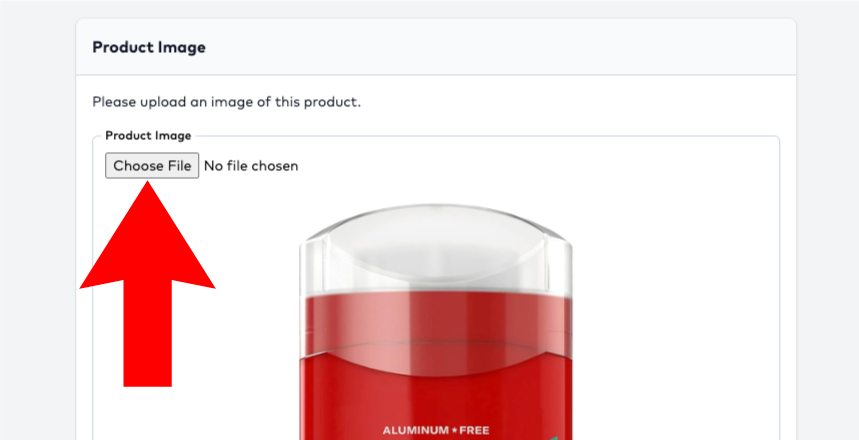 Product Image
Please upload an image of this product.
Product Image
Choose File No file chosen
ALUMINUM★FREE